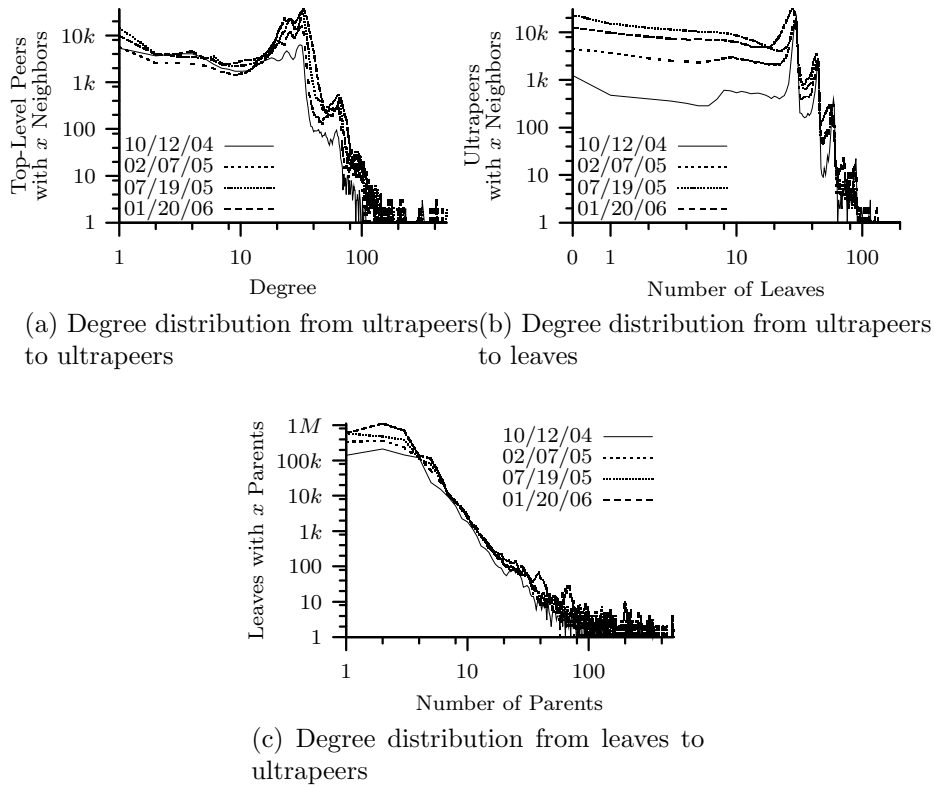 Top-Level Peers
with x Neighbors
10k
1k
100
10
1
10/12/04
02/07/05
07/19/05
01/20/06
1 10 100
Degree
(a) Degree distribution from ultrapeers
to ultrapeers
Ultrapeers
with x Neighbors
10k
1k
100
10
1
10/12/04
02/07/05
07/19/05
01/20/06
0 1 10 100
Number of Leaves
(b) Degree distribution from ultrapeers
to leaves
Leaves with x Parents
1M
100k
10k
1k
100
10
1
10/12/04
02/07/05
07/19/05
01/20/06
1 10 100
Number of Parents
(c) Degree distribution from leaves to
ultrapeers